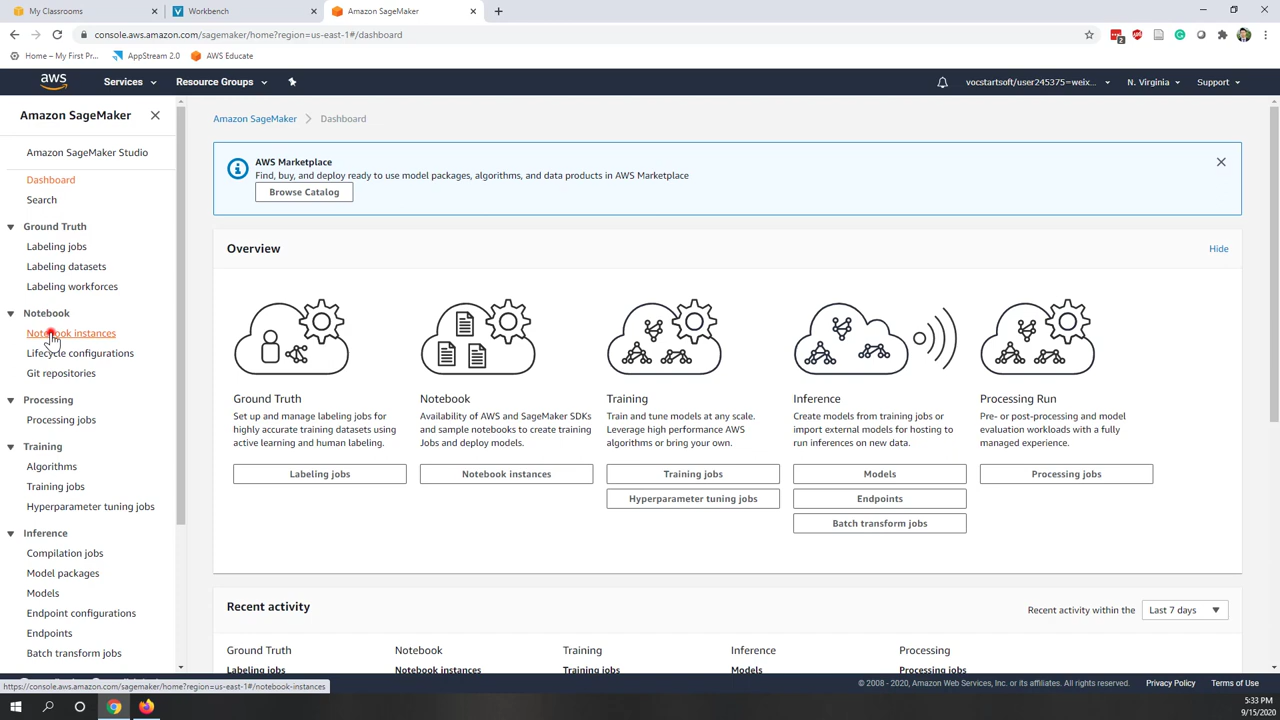 My Classrooms
Workbench
Amazon SageMaker
console.aws.amazon.com/sagemaker/home?region=us-east-1#/dashboard
2
Home – My First Pr...
AppStream 2.0
AWS Educate
aws
Services
Resource Groups
vocstartsoft/user245375=weix...
N. Virginia
Support
Amazon SageMaker
Amazon SageMaker Studio
Dashboard
Search
Ground Truth
Labeling jobs
Labeling datasets
Labeling workforces
Notebook
Notebook instances
Lifecycle configurations
Git repositories
Processing
Processing jobs
Training
Algorithms
Training jobs
Hyperparameter tuning jobs
Inference
Compilation jobs
Model packages
Models
Endpoint configurations
Endpoints
Batch transform jobs
Amazon SageMaker
Dashboard
AWS Marketplace
Find, buy, and deploy ready to use model packages, algorithms, and data products in AWS Marketplace
Browse Catalog
Overview
Hide
Ground Truth
Set up and manage labeling jobs for
highly accurate training datasets using
active learning and human labeling.
Labeling jobs
Notebook
Availability of AWS and SageMaker SDKs
and sample notebooks to create training
Jobs and deploy models.
Notebook instances
Training
Train and tune models at any scale.
Leverage high performance AWS
algorithms or bring your own.
Training jobs
Hyperparameter tuning jobs
Inference
Create models from training jobs or
import external models for hosting to
run inferences on new data.
Models
Endpoints
Batch transform jobs
Processing Run
Pre- or post-processing and model
evaluation workloads with a fully
managed experience.
Processing jobs
Recent activity
Recent activity within the
Last 7 days
Ground Truth
Labeling jobs
Notebook
Notebook instances
Training
Training jobs
Inference
Models
Processing
Processing jobs
https://console.aws.amazon.com/sagemaker/home?region=us-east-1#/notebook-instances
© 2008 - 2020, Amazon Web Services, Inc. or its affiliates. All rights reserved.
Privacy Policy
Terms of Use
5:33 PM
9/15/2020